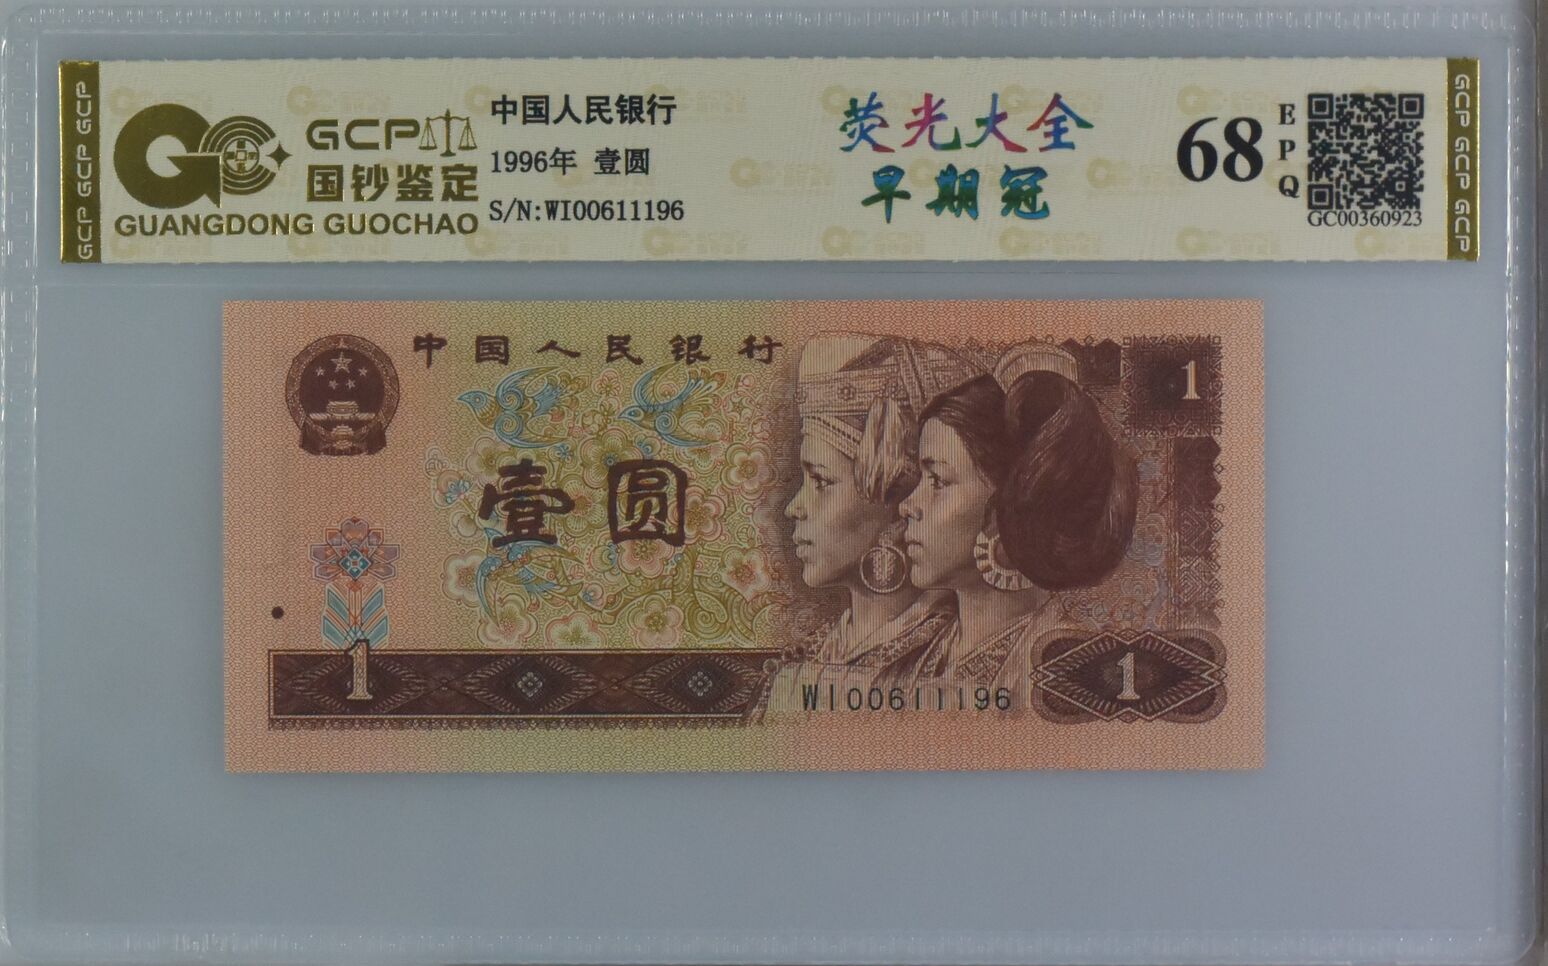 GCP GCP GCP
GCP
国钞鉴定
GUANGDONG GUOCHAO
中国人民银行
1996年 壹圆
S/N:WI00611196
荧光大全
早期冠
68
EPQ
GC00360923
GCP GCP GCP
中国人民银行
1
壹圆
1
WI00611196
1